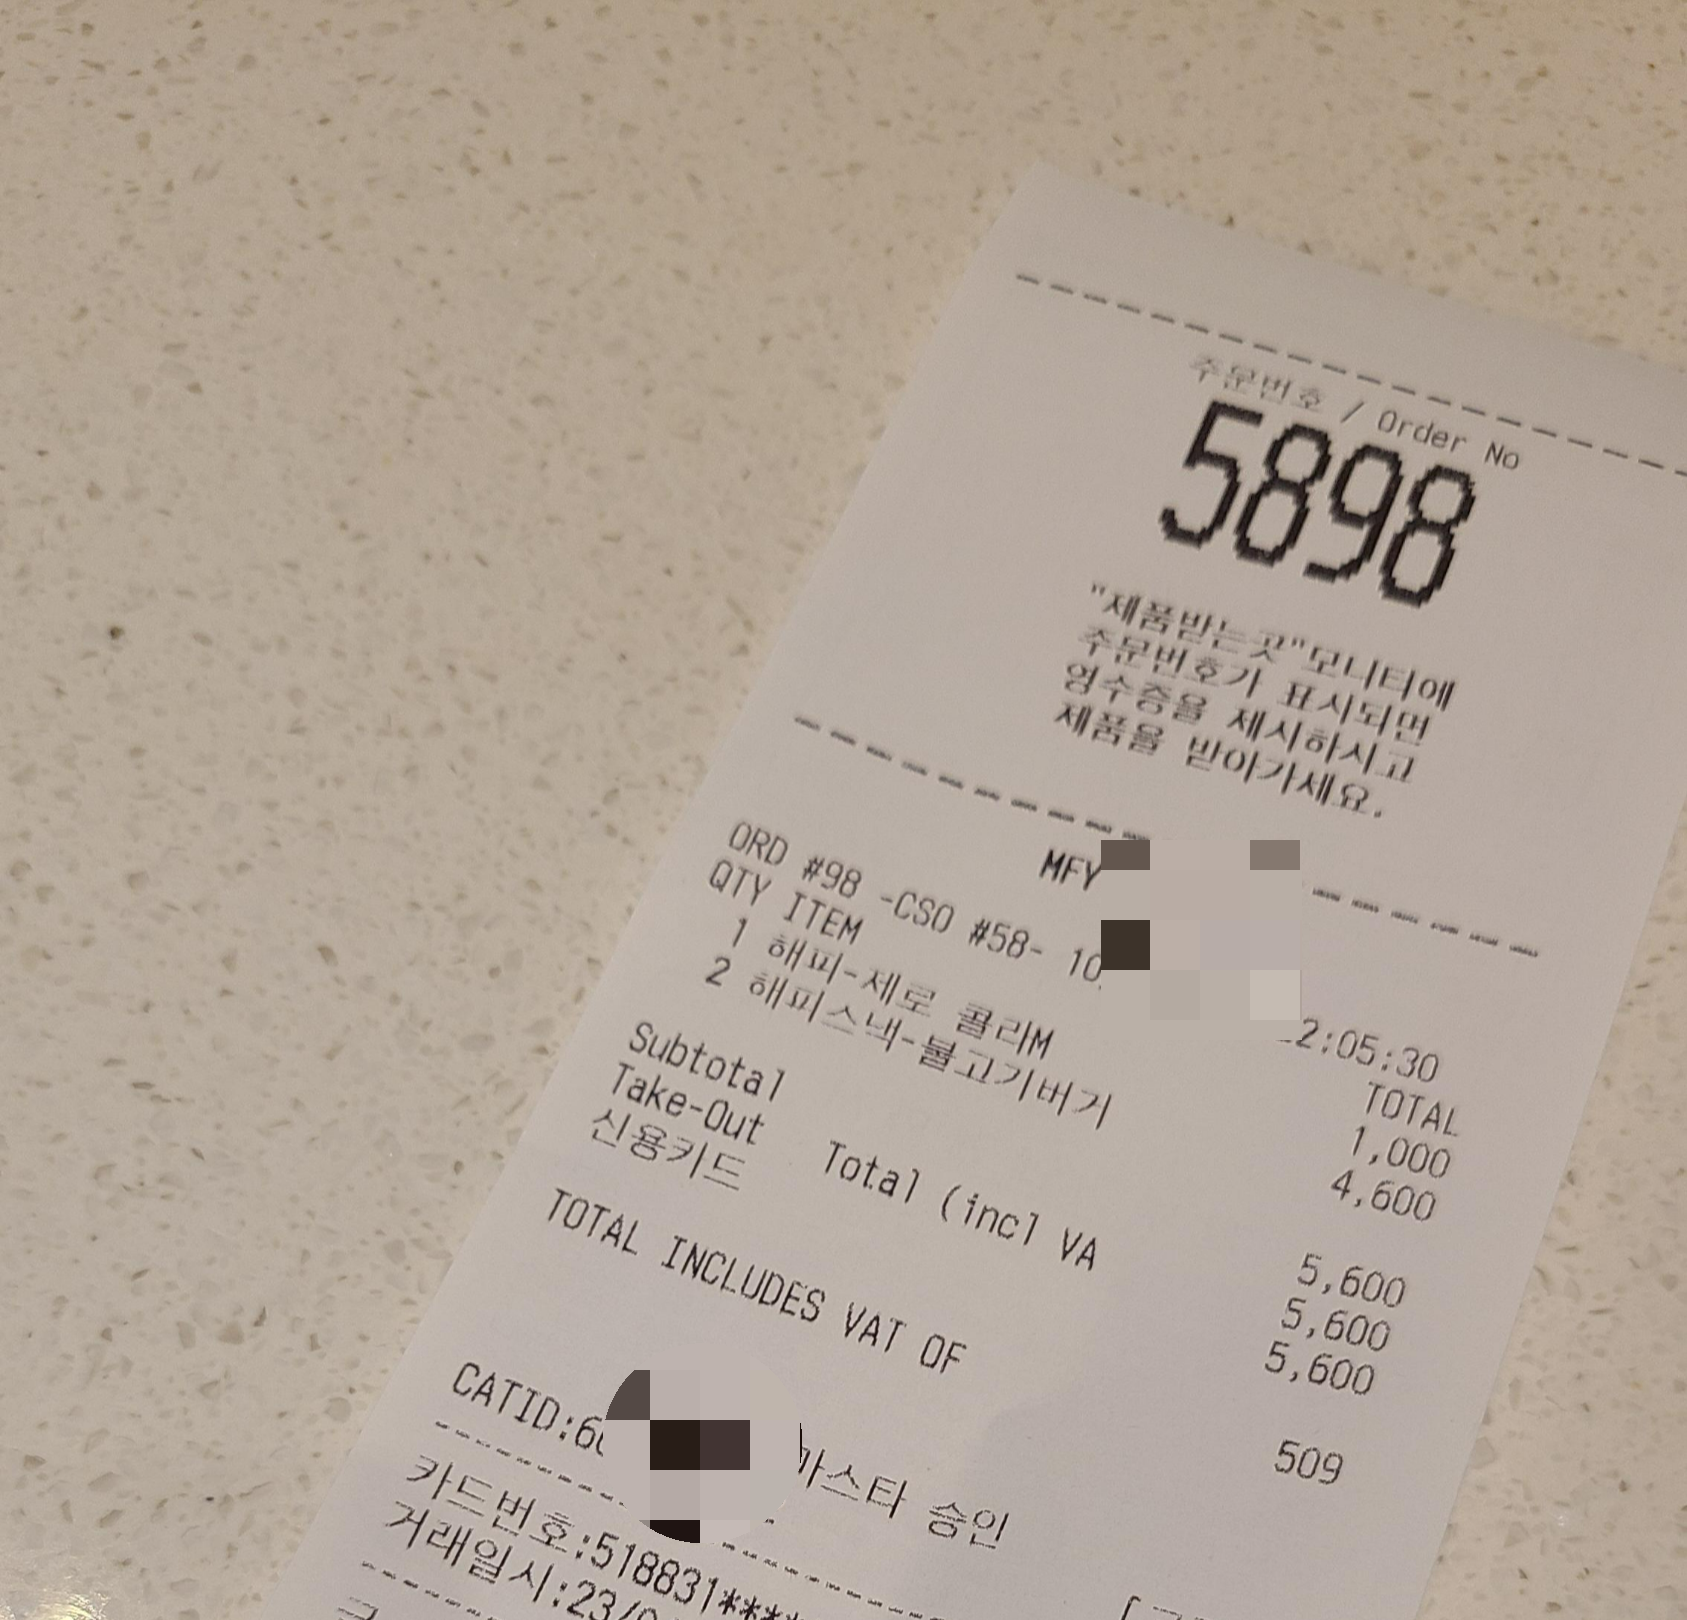 주문번호 / Order No
5898
"제품받는곳"모니터에
주문번호가 표시되면
영수증을 제시하시고
제품을 받아가세요.
MFY
ORD #98 -CSO #58- 2:05:30
QTY ITEM TOTAL
1 해피-제로 콜라M 1,000
2 해피스낵-불고기버거 4,600
Subtotal 5,600
Take-Out Total (incl VA 5,600
신용카드 5,600
TOTAL INCLUDES VAT OF 509
CATID: 마스타 승인
카드번호:518831****
거래일시:23/